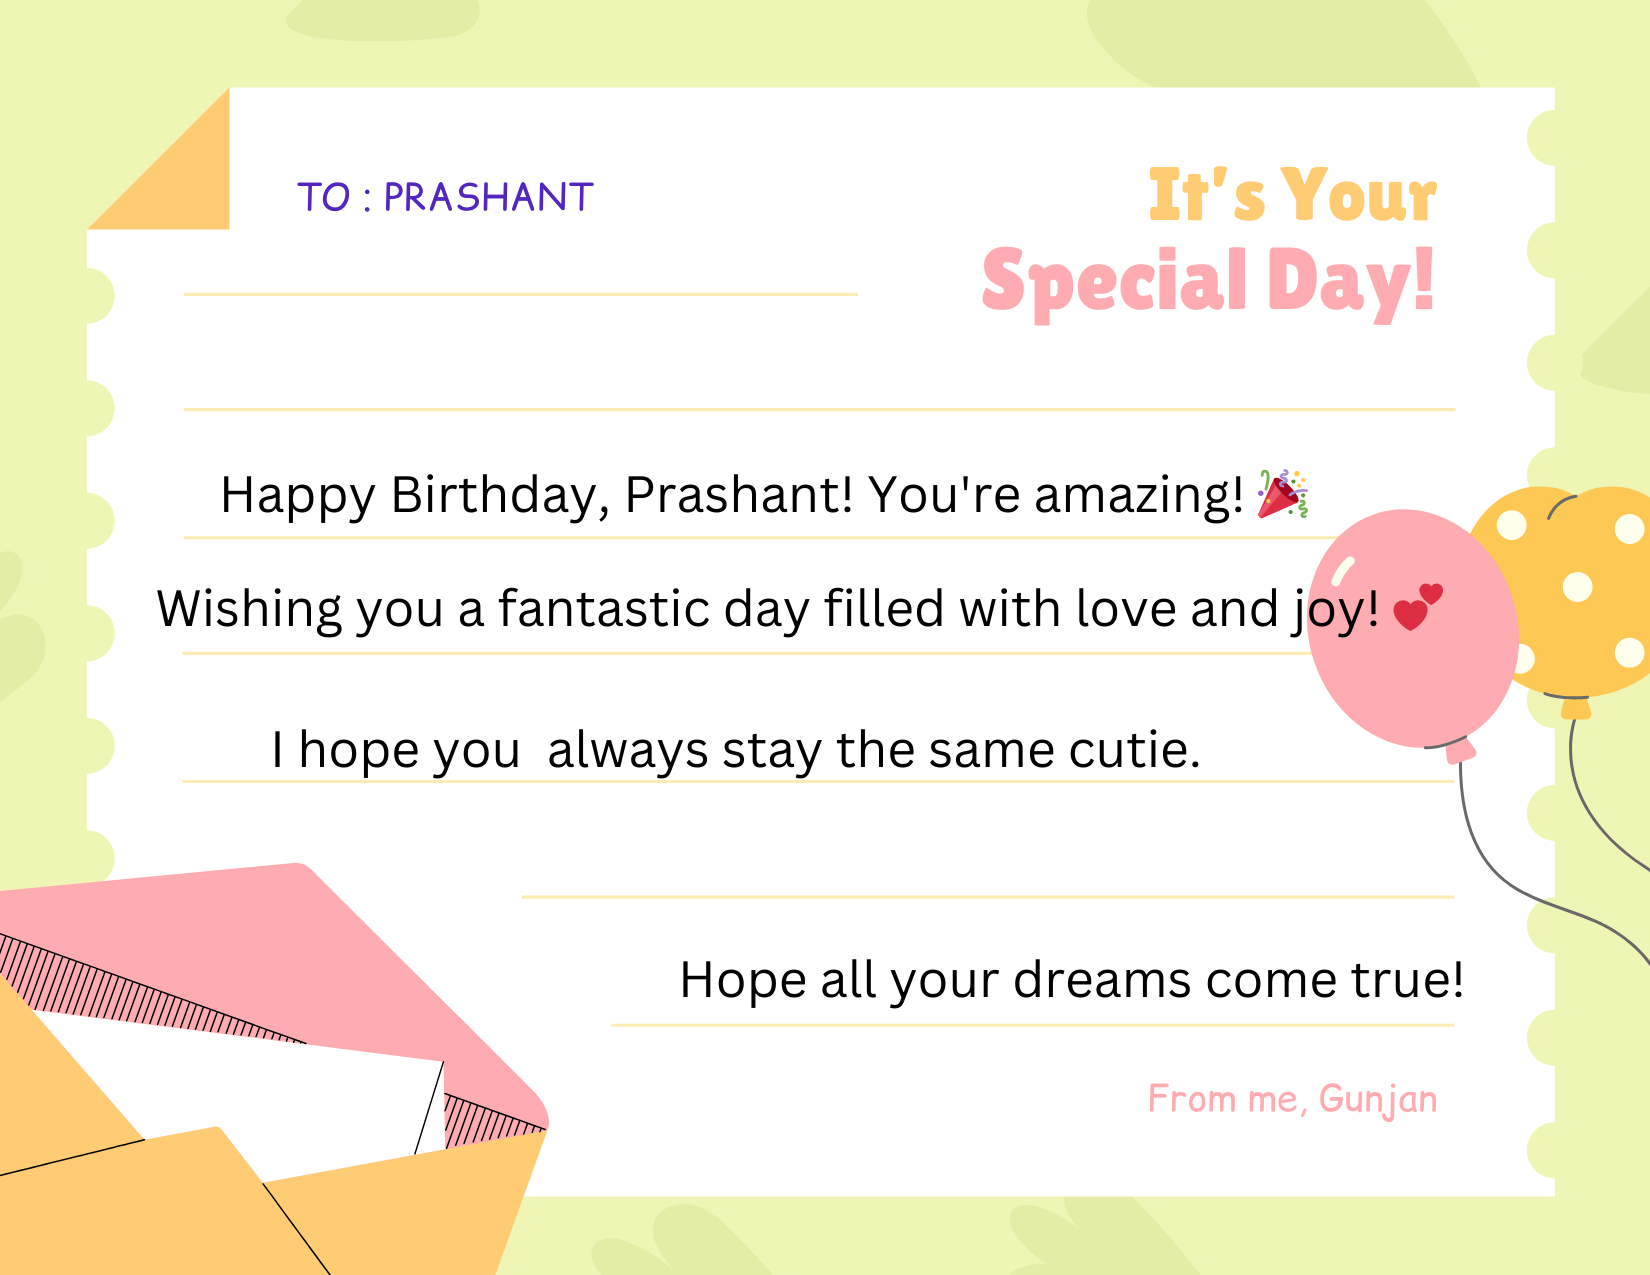 TO : PRASHANT
It's Your
Special Day!
Happy Birthday, Prashant! You're amazing! 🎉
Wishing you a fantastic day filled with love and joy! 💕
I hope you  always stay the same cutie.
Hope all your dreams come true!
From me, Gunjan